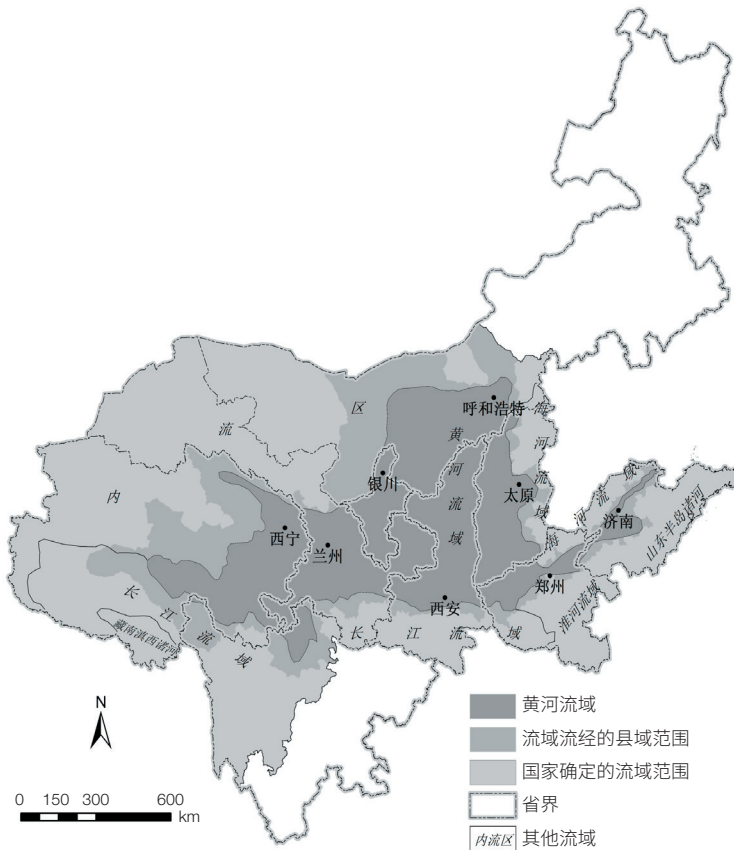 呼和浩特
海河流域
区
黄河流域
流
银川
太原
内
海河流域
济南
西宁
兰州
山东半岛诸河
郑州
长江流域
西安
淮河流域
藏南滇西诸河
长江流域
N
0 150 300 600
km
黄河流域
流域流经的县域范围
国家确定的流域范围
省界
内流区 其他流域